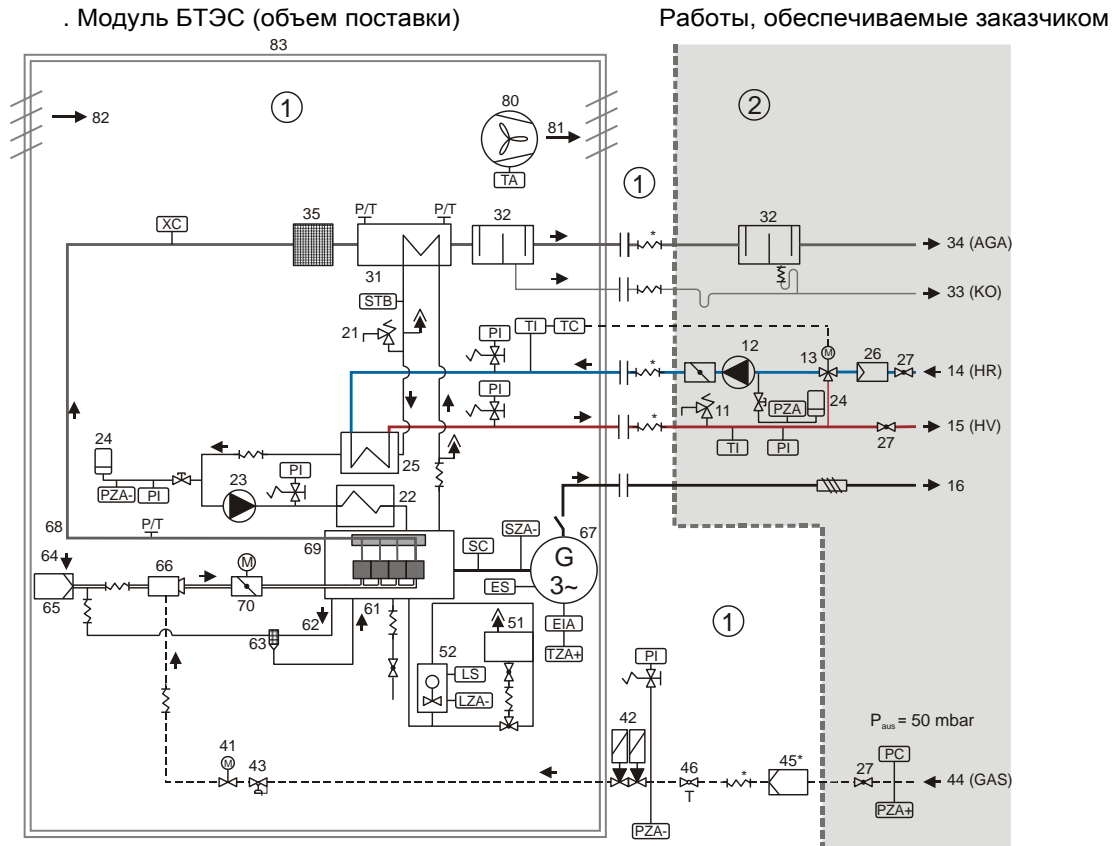 . Модуль БТЭС (объем поставки)
Работы, обеспечиваемые заказчиком
83
82
1
80
81
TA
1
2
XC
35
P/T
P/T
32
31
32
34 (AGA)
33 (KO)
STB
21
PI
TI
TC
12
13
M
26
27
14 (HR)
PI
11
PZA
24
27
15 (HV)
TI
PI
*
*
*
24
PZA-
PI
23
PI
25
22
16
68
P/T
69
SC
SZA-
67
G
3~
ES
EIA
TZA+
64
65
66
M
70
62
63
61
51
52
LS
LZA-
1
PI
42
41
M
43
46
T
*
45*
PZA-
Paus = 50 mbar
PC
27
PZA+
44 (GAS)